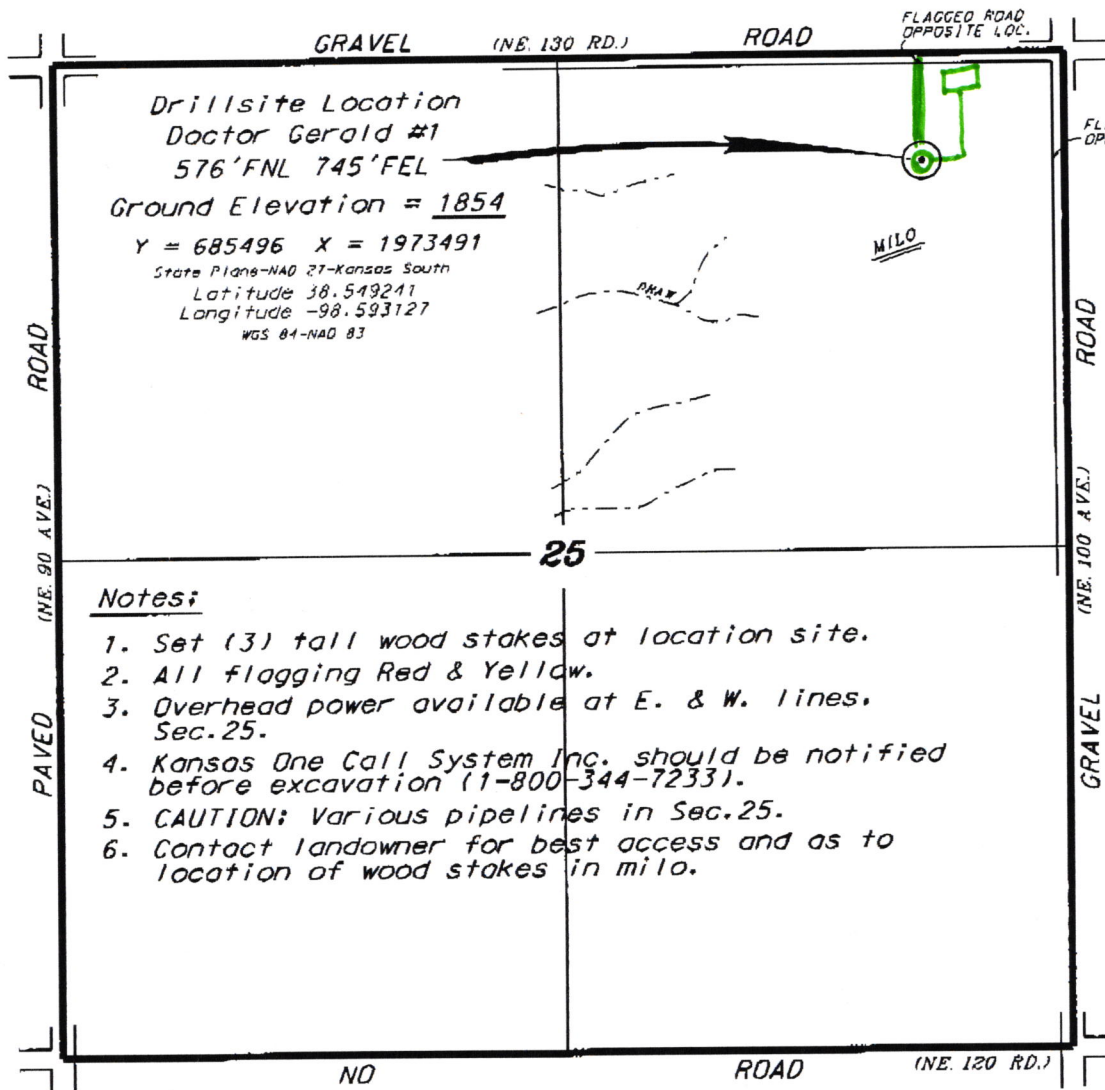 FLAGGED ROAD
OPPOSITE LOC.
GRAVEL (NE. 130 RD.) ROAD
Drillsite Location
Doctor Gerald #1
576'FNL 745'FEL
Ground Elevation = 1854
Y = 685496 X = 1973491
State Plane-NAD 27-Kansas South
Latitude 38.549241
Longitude -98.593127
WGS 84-NAD 83
FL
OPP
MILO
DRAW
PAVED (NE. 90 AVE.) ROAD
GRAVEL (NE. 100 AVE.) ROAD
25
Notes:
1. Set (3) tall wood stakes at location site.
2. All flagging Red & Yellow.
3. Overhead power available at E. & W. lines.
Sec.25.
4. Kansas One Call System Inc. should be notified
before excavation (1-800-344-7233).
5. CAUTION: Various pipelines in Sec.25.
6. Contact landowner for best access and as to
location of wood stakes in milo.
NO ROAD (NE. 120 RD.)